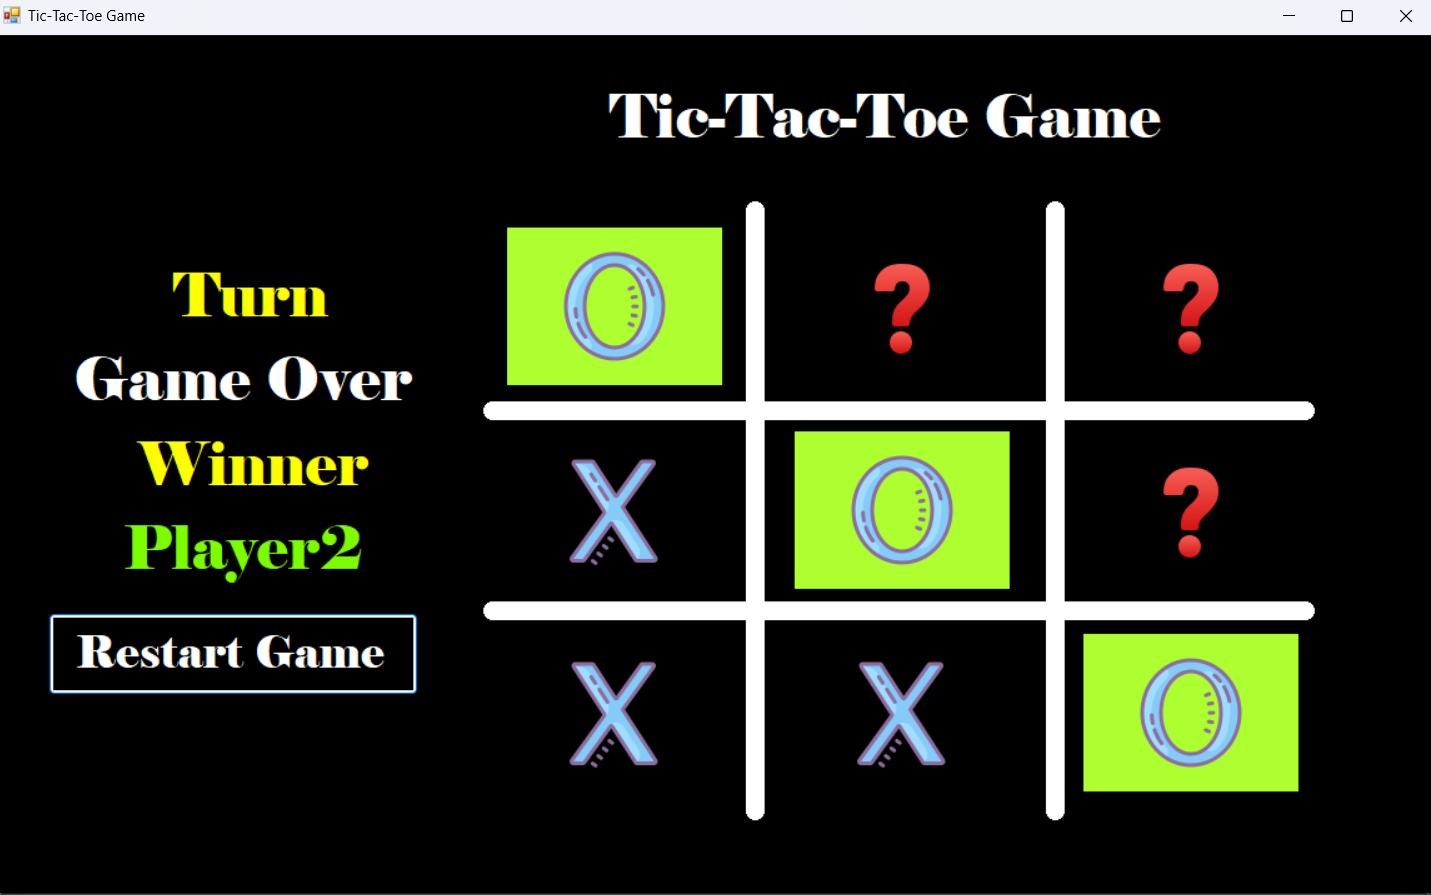 Tic-Tac-Toe Game
Tic-Tac-Toe Game
Turn
Game Over
Winner
Player2
Restart Game
O ? ?
X O ?
X X O